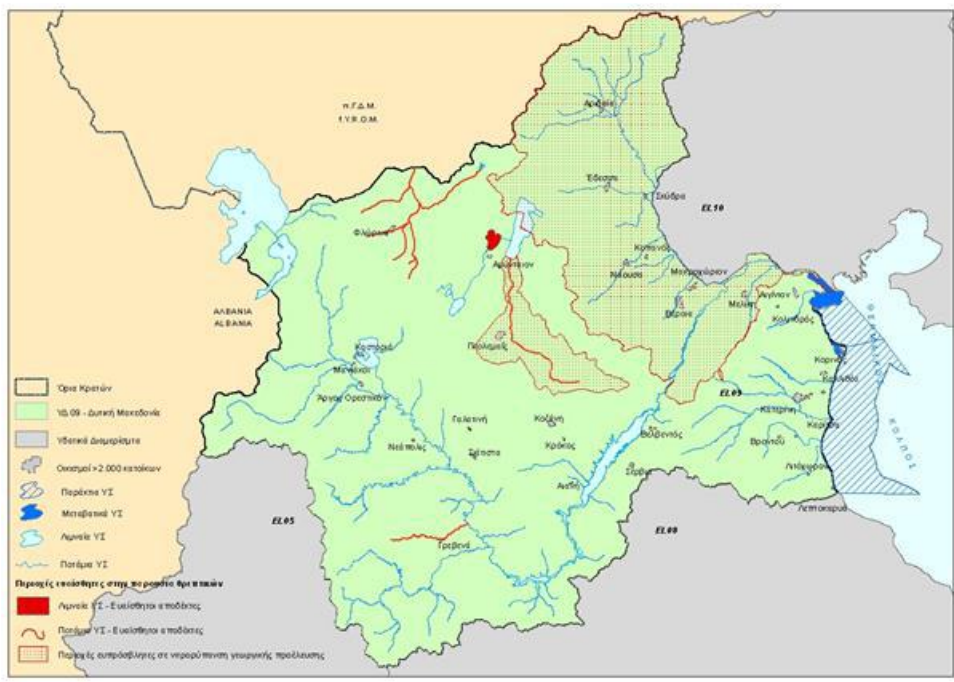 π.Γ.Δ.Μ.
f.Y.R.O.M.
Αριδαία
Έδεσσα
Σκύδρα
EL10
Φλώρινα
Αμύνταιον
Κοπανός
Νάουσα
Μακροχώριον
Βέροια
Μελίκη
Αιγίνιον
Κολινδρός
ΘΕΡΜΑΪΚΟΣ
ΚΟΛΠΟΣ
ΑΛΒΑΝΙΑ
ALBANIA
Πτολεμαΐς
Καστοριά
Μανιάκοι
Άργος Ορεστικόν
EL09
Κορινός
Κατερίνη
Γαλατινή
Κοζάνη
Βελβεντός
Βροντού
Νεάπολις
Σιάτιστα
Κρόκος
Σέρβια
Λιτόχωρον
Αιανή
Λεπτοκαρυά
EL05
EL08
Γρεβενά
Όρια Κρατών
ΥΔ 09 - Δυτική Μακεδονία
Υδατικά Διαμερίσματα
Οικισμοί >2.000 κατοίκων
Παράκτια ΥΣ
Μεταβατικά ΥΣ
Λιμναία ΥΣ
Ποτάμια ΥΣ
Περιοχές ευαίσθητες στην παρουσία θρεπτικών
Λιμναία ΥΣ - Ευαίσθητοι αποδέκτες
Ποτάμια ΥΣ - Ευαίσθητοι αποδέκτες
Περιοχές ευπρόσβλητες σε νιτρορύπανση γεωργικής προέλευσης